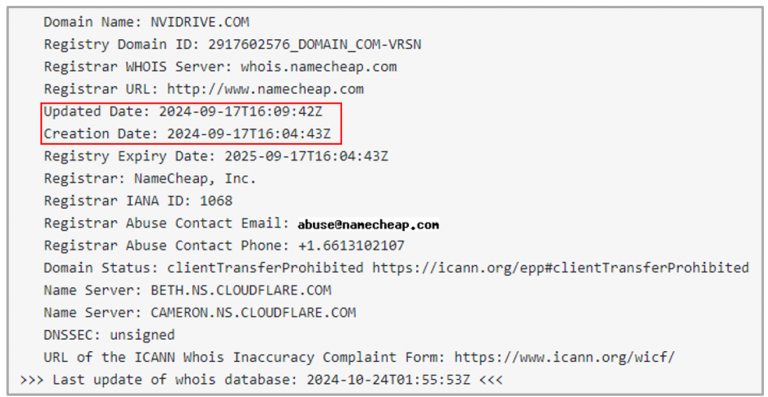 Domain Name: NVIDRIVE.COM
Registry Domain ID: 2917602576_DOMAIN_COM-VRSN
Registrar WHOIS Server: whois.namecheap.com
Registrar URL: http://www.namecheap.com
Updated Date: 2024-09-17T16:09:42Z
Creation Date: 2024-09-17T16:04:43Z
Registry Expiry Date: 2025-09-17T16:04:43Z
Registrar: NameCheap, Inc.
Registrar IANA ID: 1068
Registrar Abuse Contact Email: abuse@namecheap.com
Registrar Abuse Contact Phone: +1.6613102107
Domain Status: clientTransferProhibited https://icann.org/epp#clientTransferProhibited
Name Server: BETH.NS.CLOUDFLARE.COM
Name Server: CAMERON.NS.CLOUDFLARE.COM
DNSSEC: unsigned
URL of the ICANN Whois Inaccuracy Complaint Form: https://www.icann.org/wicf/
>>> Last update of whois database: 2024-10-24T01:55:53Z <<<